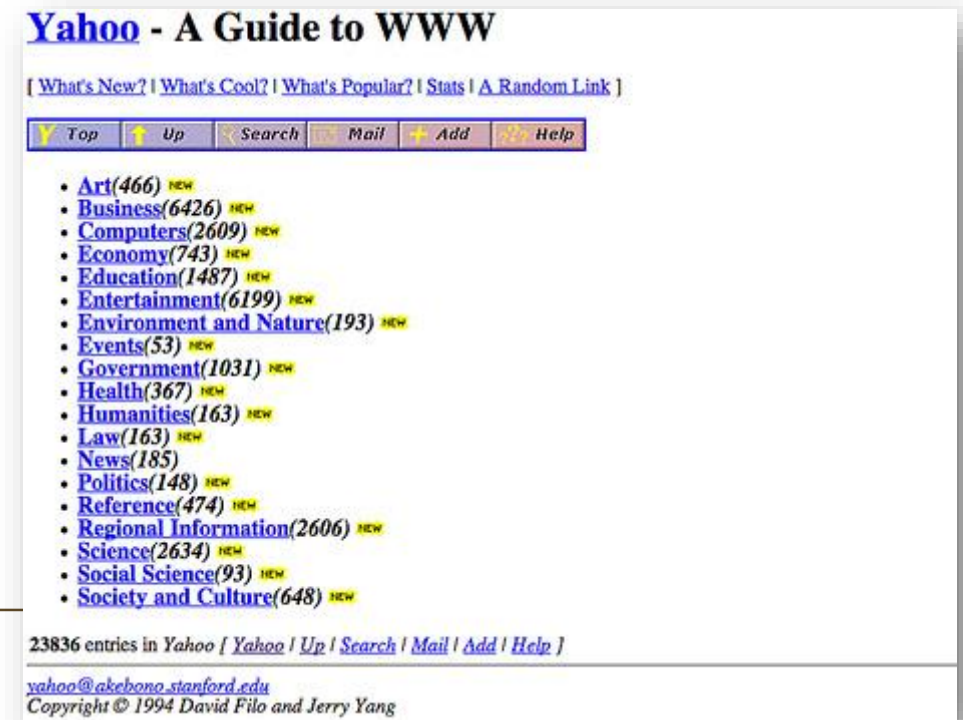 Yahoo - A Guide to WWW
[ What's New? | What's Cool? | What's Popular? | Stats | A Random Link ]
Y Top Up Search Mail + Add ??? Help
• Art(466) NEW
• Business(6426) NEW
• Computers(2609) NEW
• Economy(743) NEW
• Education(1487) NEW
• Entertainment(6199) NEW
• Environment and Nature(193) NEW
• Events(53) NEW
• Government(1031) NEW
• Health(367) NEW
• Humanities(163) NEW
• Law(163) NEW
• News(185)
• Politics(148) NEW
• Reference(474) NEW
• Regional Information(2606) NEW
• Science(2634) NEW
• Social Science(93) NEW
• Society and Culture(648) NEW
23836 entries in Yahoo [ Yahoo | Up | Search | Mail | Add | Help ]
yahoo@akebono.stanford.edu
Copyright © 1994 David Filo and Jerry Yang